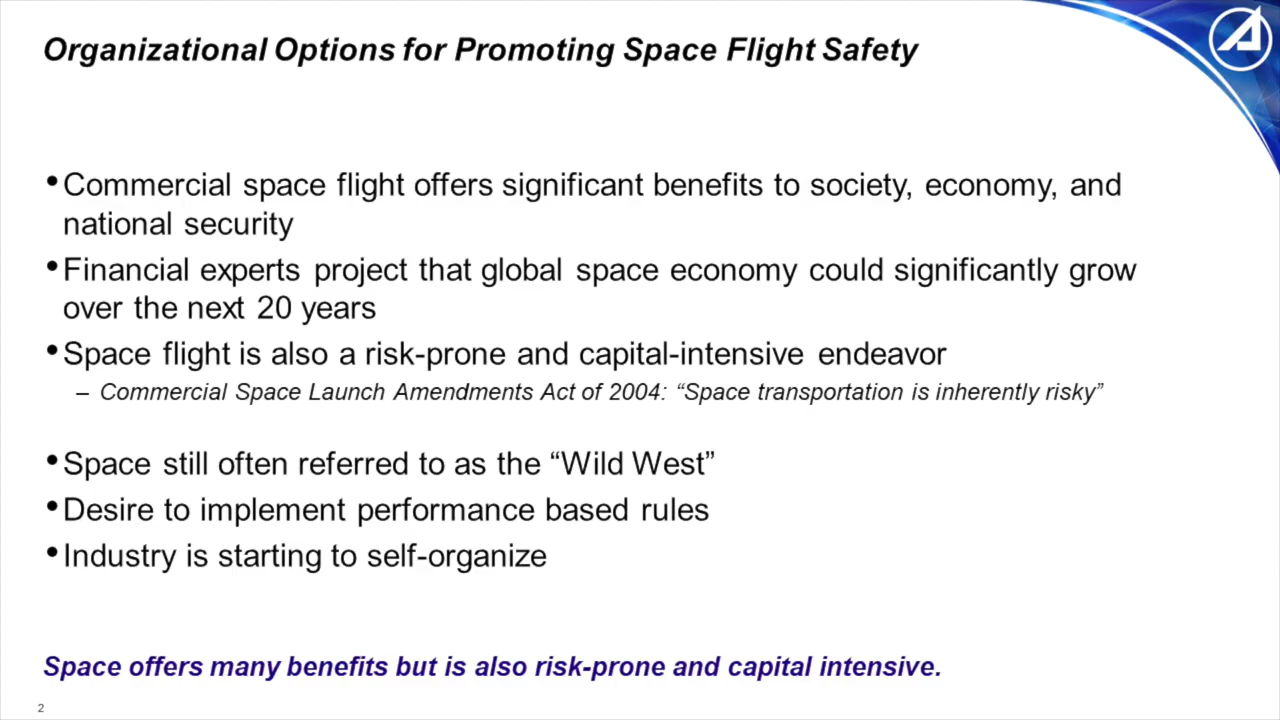 Organizational Options for Promoting Space Flight Safety
•Commercial space flight offers significant benefits to society, economy, and
national security
•Financial experts project that global space economy could significantly grow
over the next 20 years
•Space flight is also a risk-prone and capital-intensive endeavor
– Commercial Space Launch Amendments Act of 2004: “Space transportation is inherently risky”
•Space still often referred to as the “Wild West”
•Desire to implement performance based rules
•Industry is starting to self-organize
Space offers many benefits but is also risk-prone and capital intensive.
2